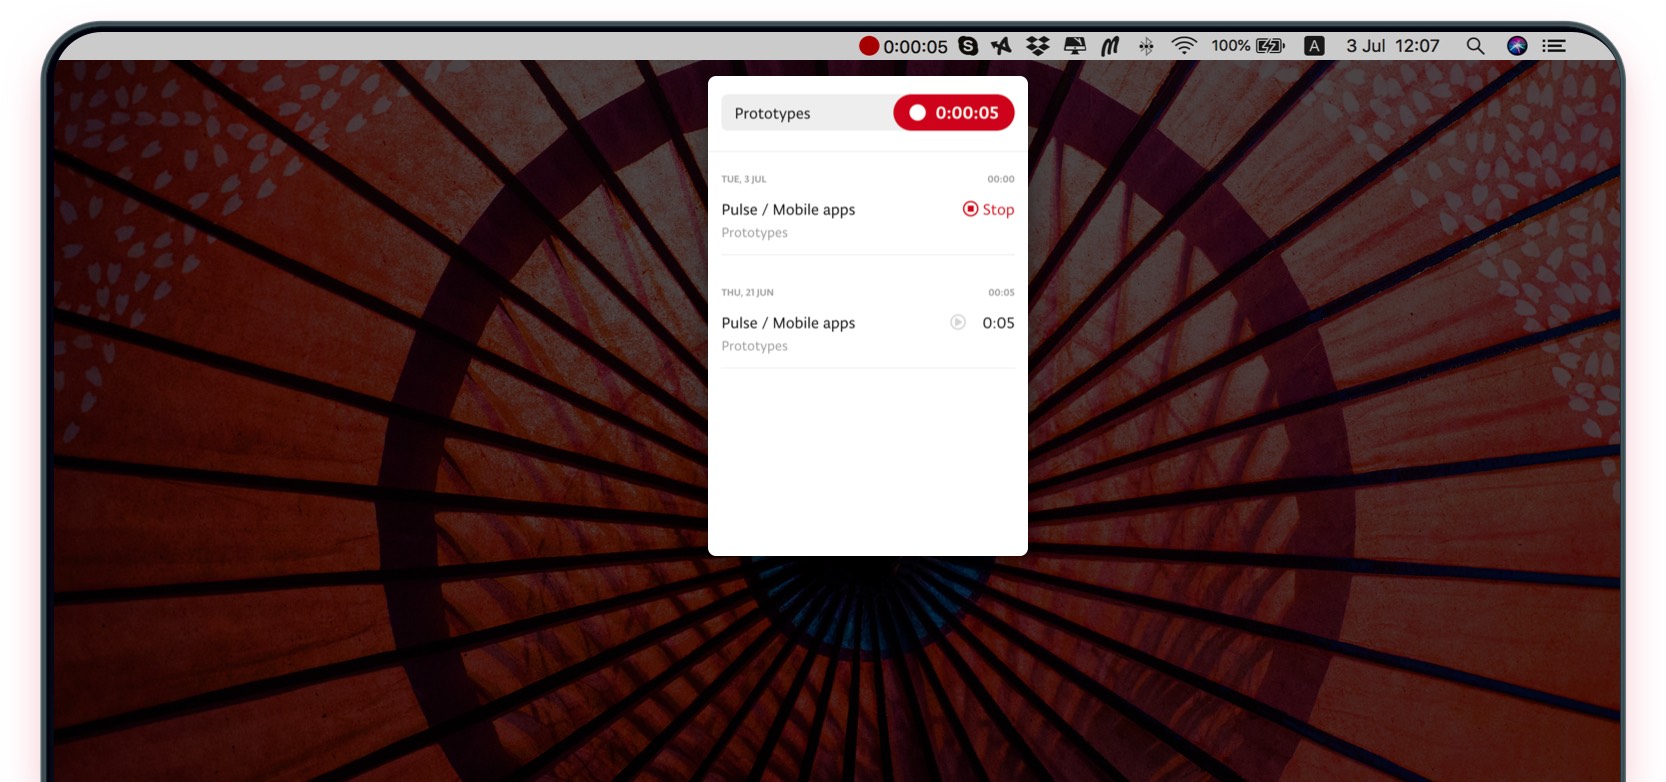 0:00:05 100% A 3 Jul 12:07
Prototypes 0:00:05
TUE, 3 JUL 00:00
Pulse / Mobile apps Stop
Prototypes
THU, 21 JUN 00:05
Pulse / Mobile apps 0:05
Prototypes